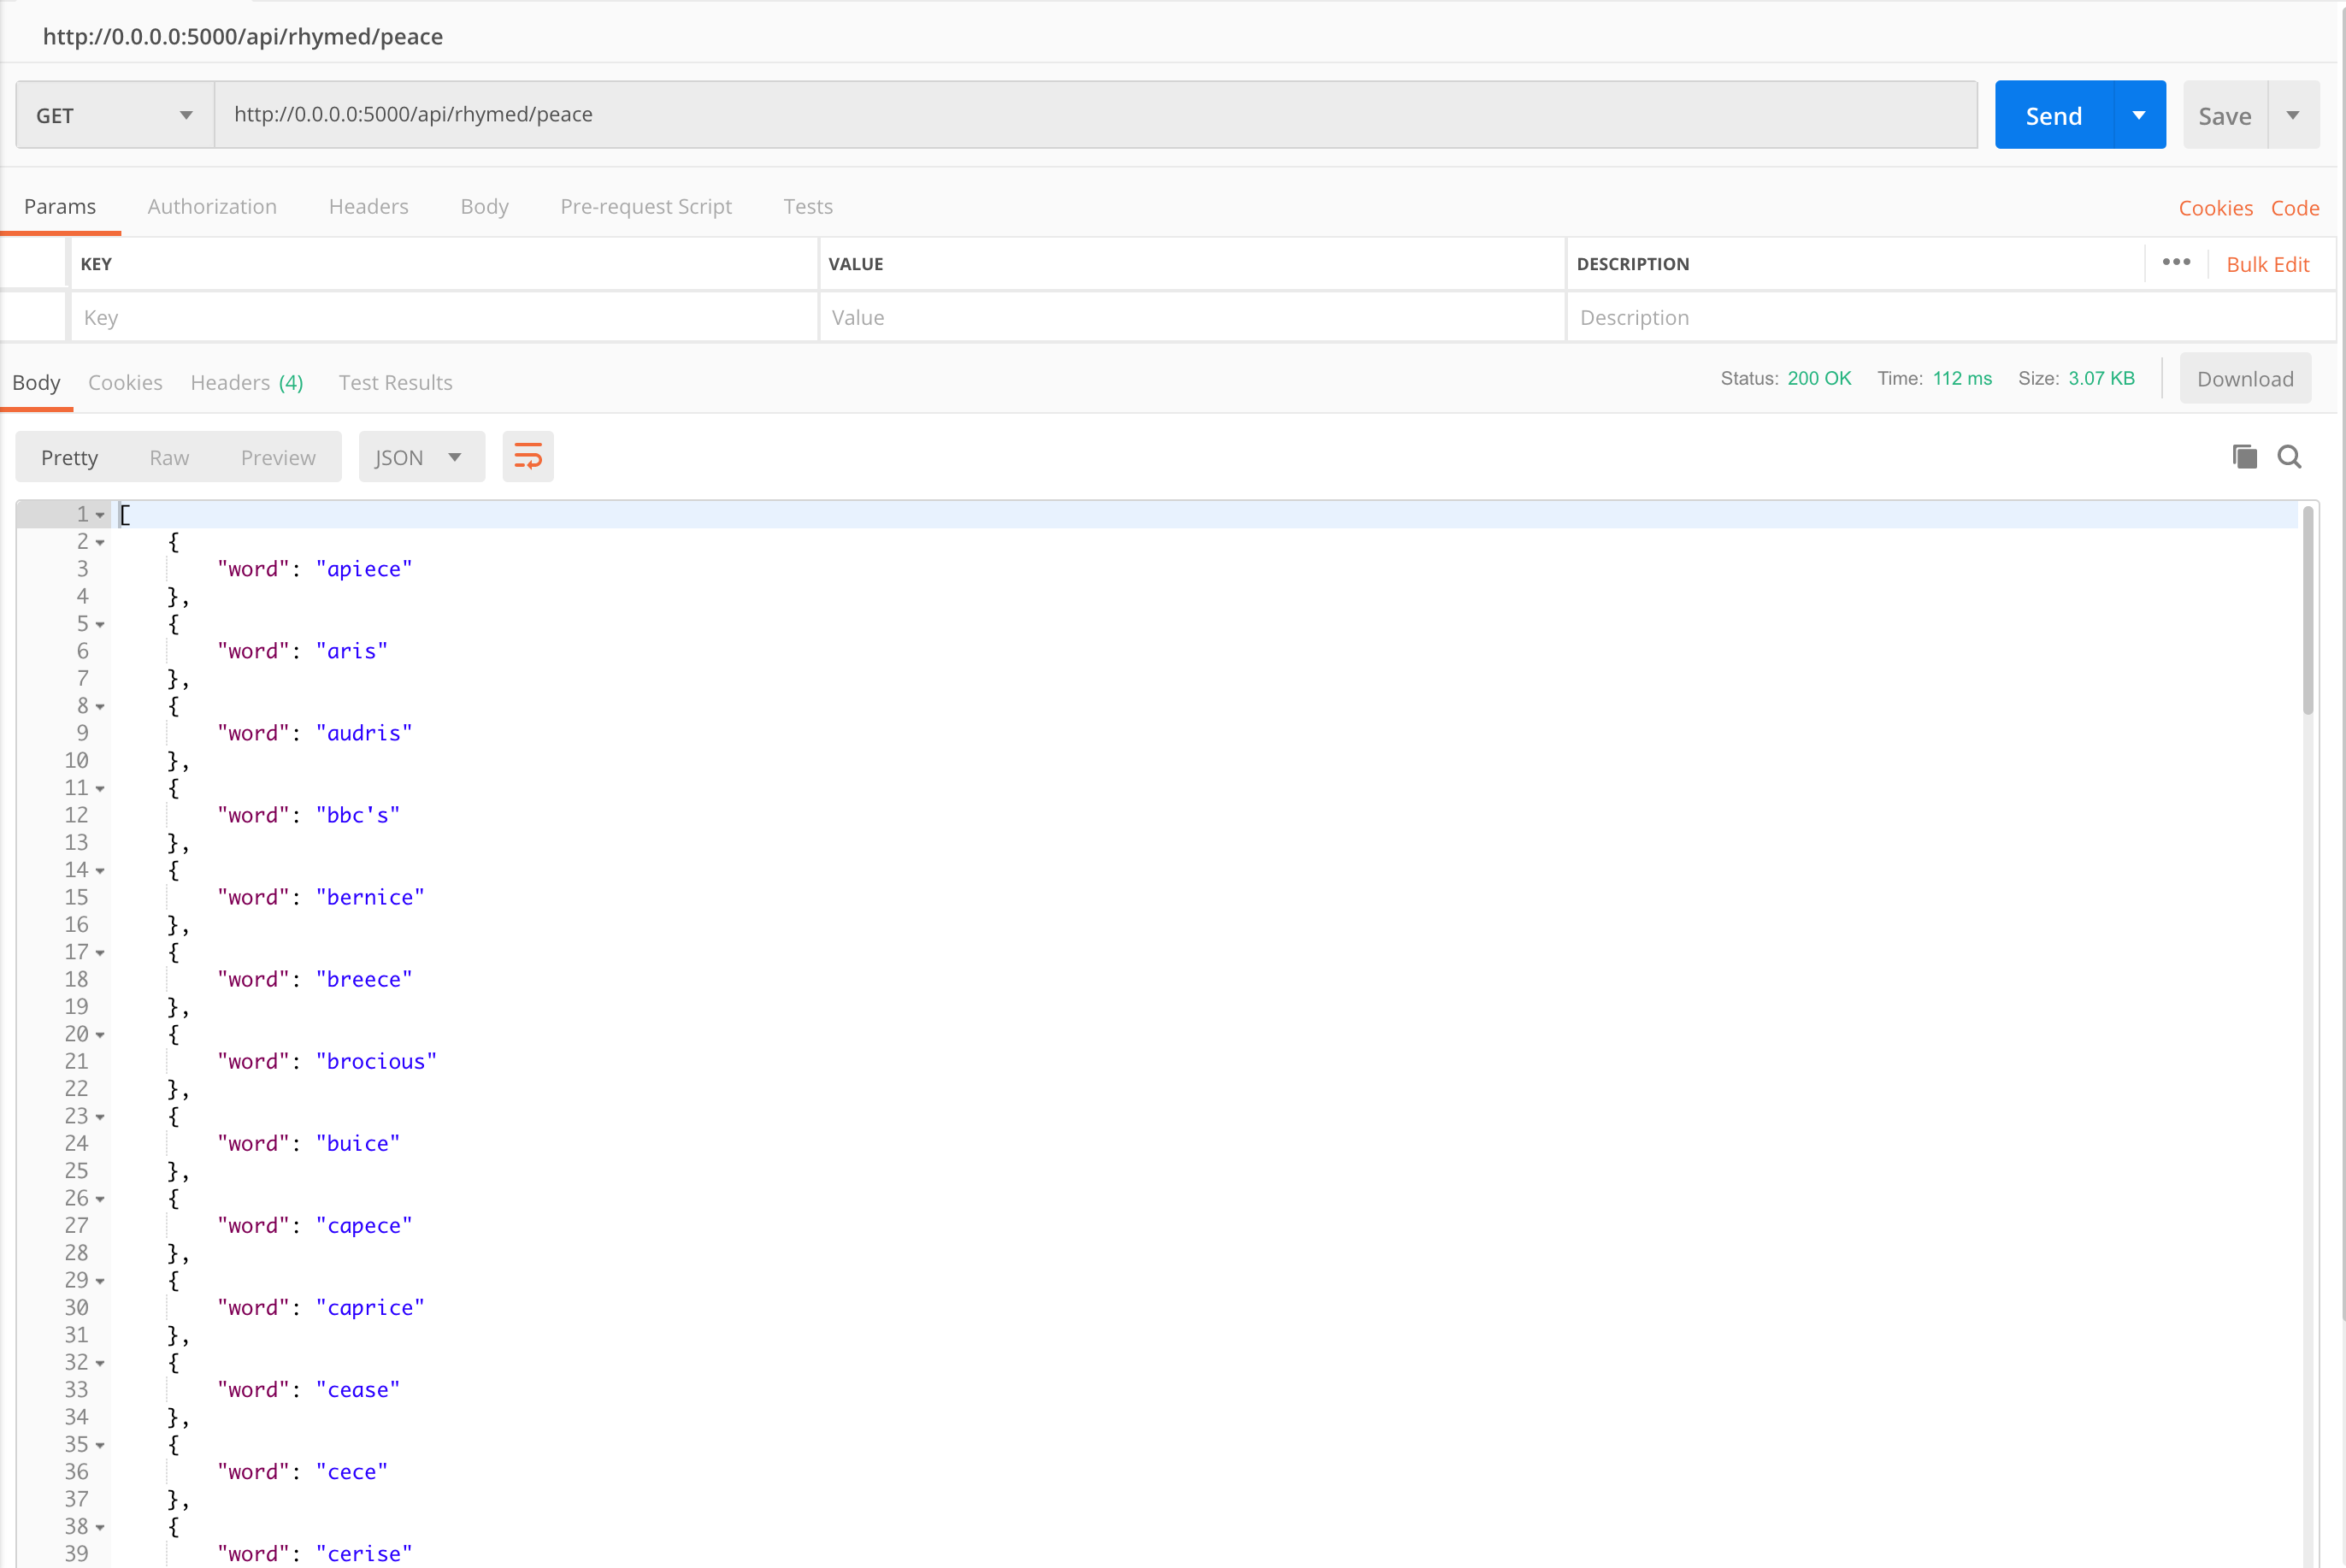 http://0.0.0.0:5000/api/rhymed/peace
GET http://0.0.0.0:5000/api/rhymed/peace Send Save
Params Authorization Headers Body Pre-request Script Tests Cookies Code
KEY VALUE DESCRIPTION ••• Bulk Edit
Key Value Description
Body Cookies Headers (4) Test Results Status: 200 OK Time: 112 ms Size: 3.07 KB Download
Pretty Raw Preview JSON
1 [
2 {
3 "word": "apiece"
4 },
5 {
6 "word": "aris"
7 },
8 {
9 "word": "audris"
10 },
11 {
12 "word": "bbc's"
13 },
14 {
15 "word": "bernice"
16 },
17 {
18 "word": "breece"
19 },
20 {
21 "word": "brocious"
22 },
23 {
24 "word": "buice"
25 },
26 {
27 "word": "capece"
28 },
29 {
30 "word": "caprice"
31 },
32 {
33 "word": "cease"
34 },
35 {
36 "word": "cece"
37 },
38 {
39 "word": "cerise"